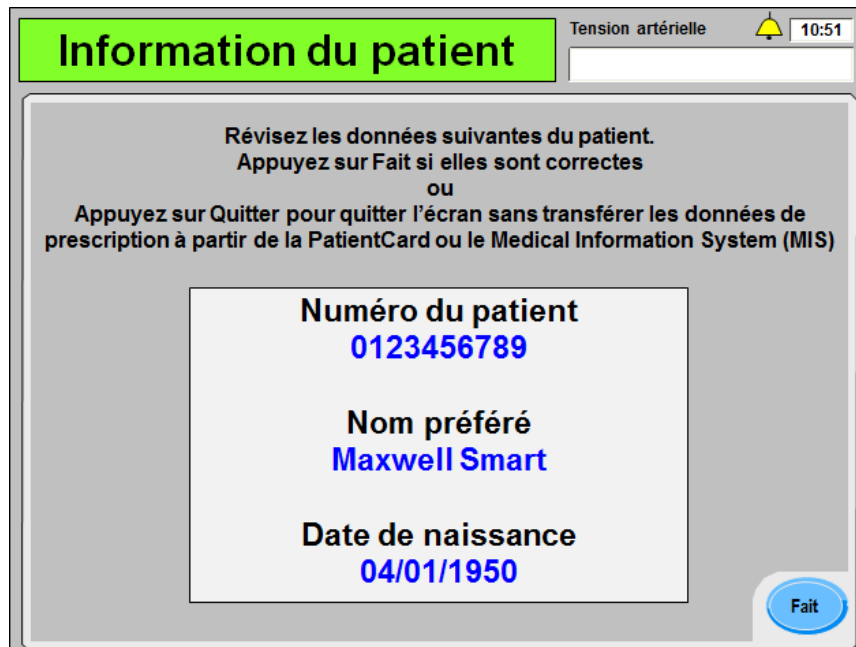 Information du patient
Tension artérielle
10:51
Révisez les données suivantes du patient.
Appuyez sur Fait si elles sont correctes
ou
Appuyez sur Quitter pour quitter l’écran sans transférer les données de
prescription à partir de la PatientCard ou le Medical Information System (MIS)
Numéro du patient
0123456789
Nom préféré
Maxwell Smart
Date de naissance
04/01/1950
Fait